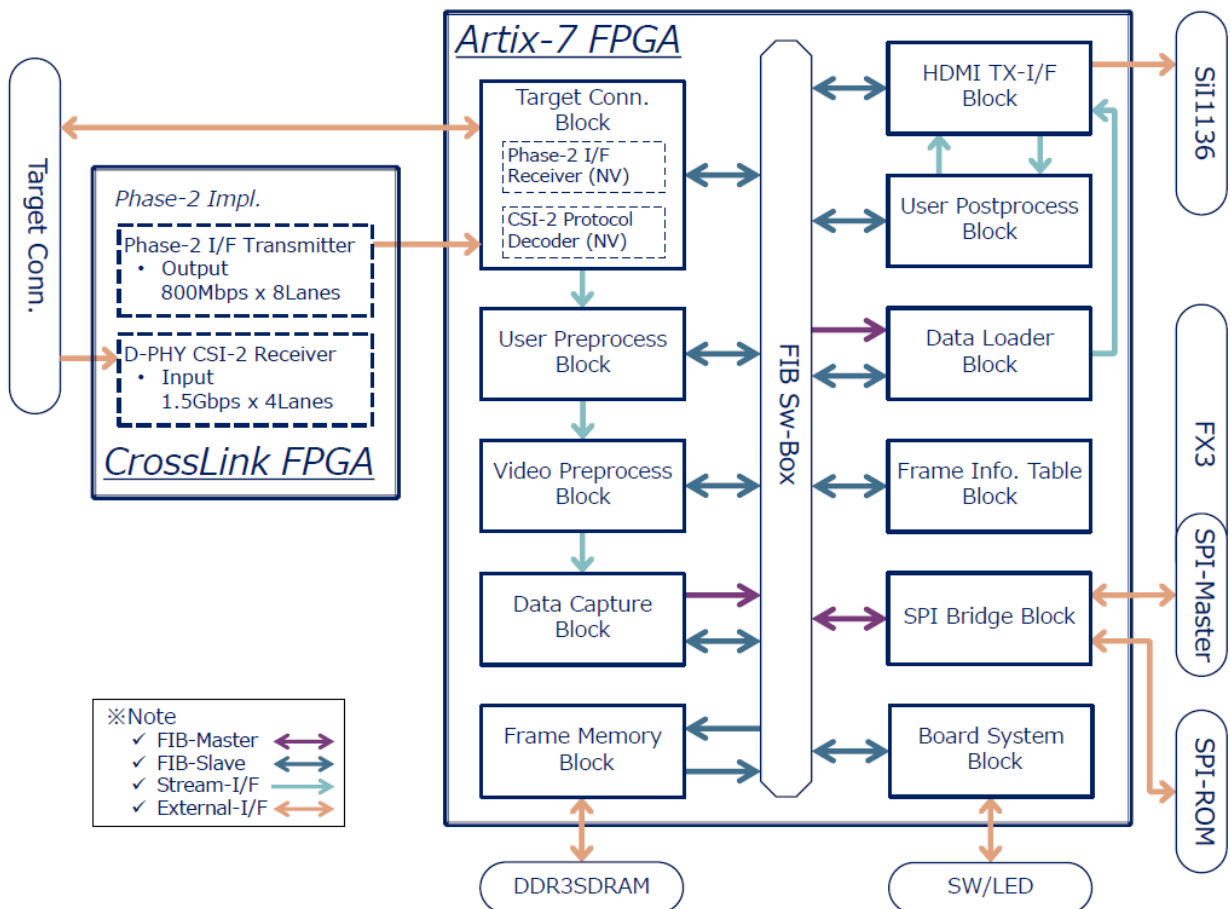 Artix-7 FPGA
Target Conn.
Target Conn.
Block
Phase-2 I/F
Receiver (NV)
CSI-2 Protocol
Decoder (NV)
Phase-2 Impl.
Phase-2 I/F Transmitter
• Output
800Mbps x 8Lanes
D-PHY CSI-2 Receiver
• Input
1.5Gbps x 4Lanes
CrossLink FPGA
User Preprocess
Block
Video Preprocess
Block
Data Capture
Block
Frame Memory
Block
FIB Sw-Box
HDMI TX-I/F
Block
User Postprocess
Block
Data Loader
Block
Frame Info. Table
Block
SPI Bridge Block
Board System
Block
SiI1136
FX3
SPI-Master
SPI-ROM
※Note
✓ FIB-Master
✓ FIB-Slave
✓ Stream-I/F
✓ External-I/F
DDR3SDRAM
SW/LED